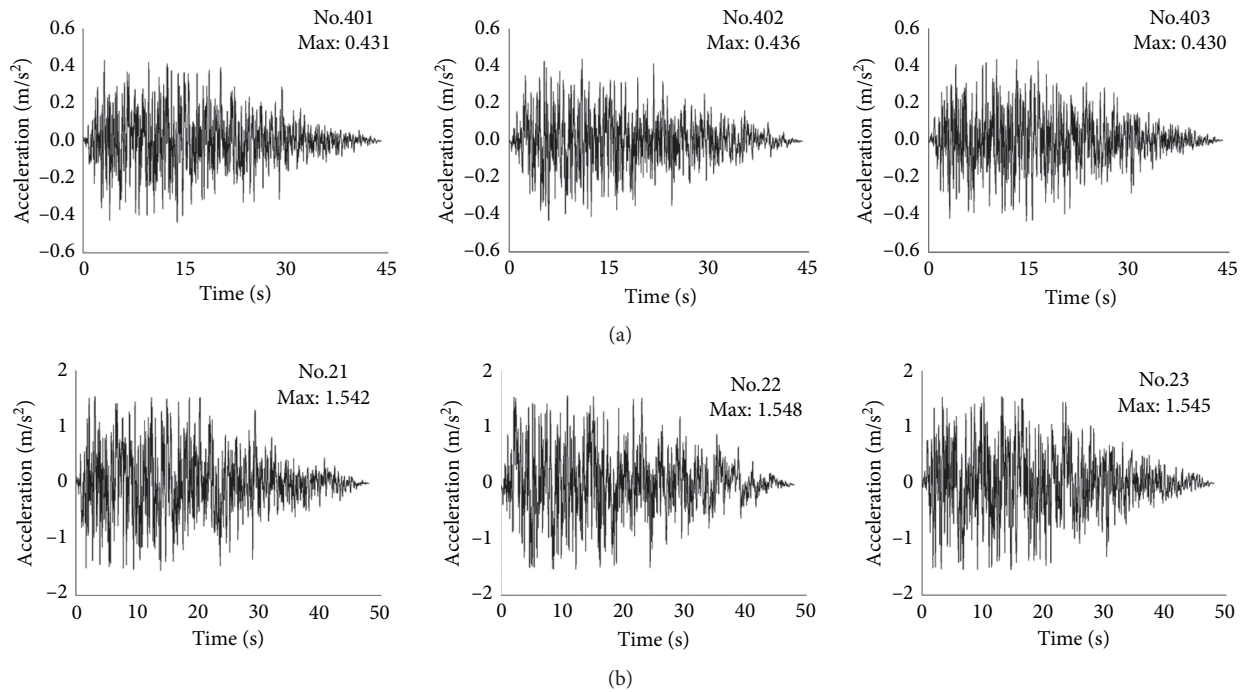 No.401
Max: 0.431
0.6
0.4
0.2
0.0
–0.2
–0.4
–0.6
Acceleration (m/s²)
0 15 30 45
Time (s)
No.402
Max: 0.436
0.6
0.4
0.2
0.0
–0.2
–0.4
–0.6
Acceleration (m/s²)
0 15 30 45
Time (s)
No.403
Max: 0.430
0.6
0.4
0.2
0.0
–0.2
–0.4
–0.6
Acceleration (m/s²)
0 15 30 45
Time (s)
(a)
No.21
Max: 1.542
2
1
0
–1
–2
Acceleration (m/s²)
0 10 20 30 40 50
Time (s)
No.22
Max: 1.548
2
1
0
–1
–2
Acceleration (m/s²)
0 10 20 30 40 50
Time (s)
No.23
Max: 1.545
2
1
0
–1
–2
Acceleration (m/s²)
0 10 20 30 40 50
Time (s)
(b)